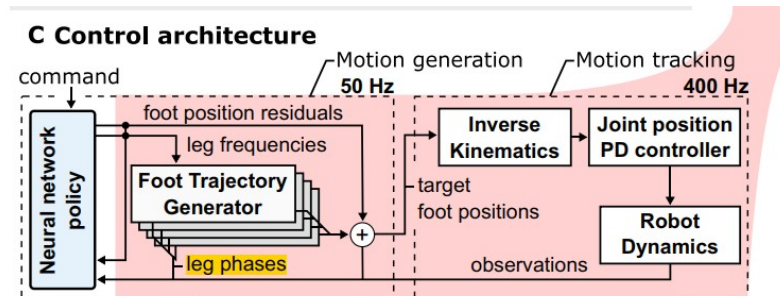 C Control architecture
command
Motion generation
50 Hz
Motion tracking
400 Hz
Neural network
policy
foot position residuals
leg frequencies
Foot Trajectory
Generator
+
leg phases
target
foot positions
Inverse
Kinematics
Joint position
PD controller
Robot
Dynamics
observations